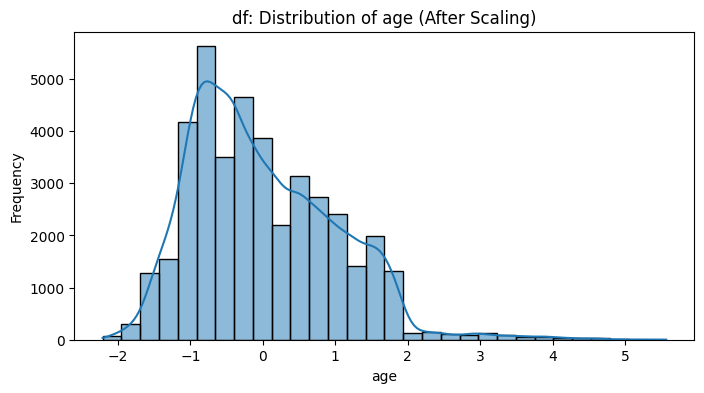 df: Distribution of age (After Scaling)
5000
4000
3000
2000
1000
0
Frequency
−2 −1 0 1 2 3 4 5
age